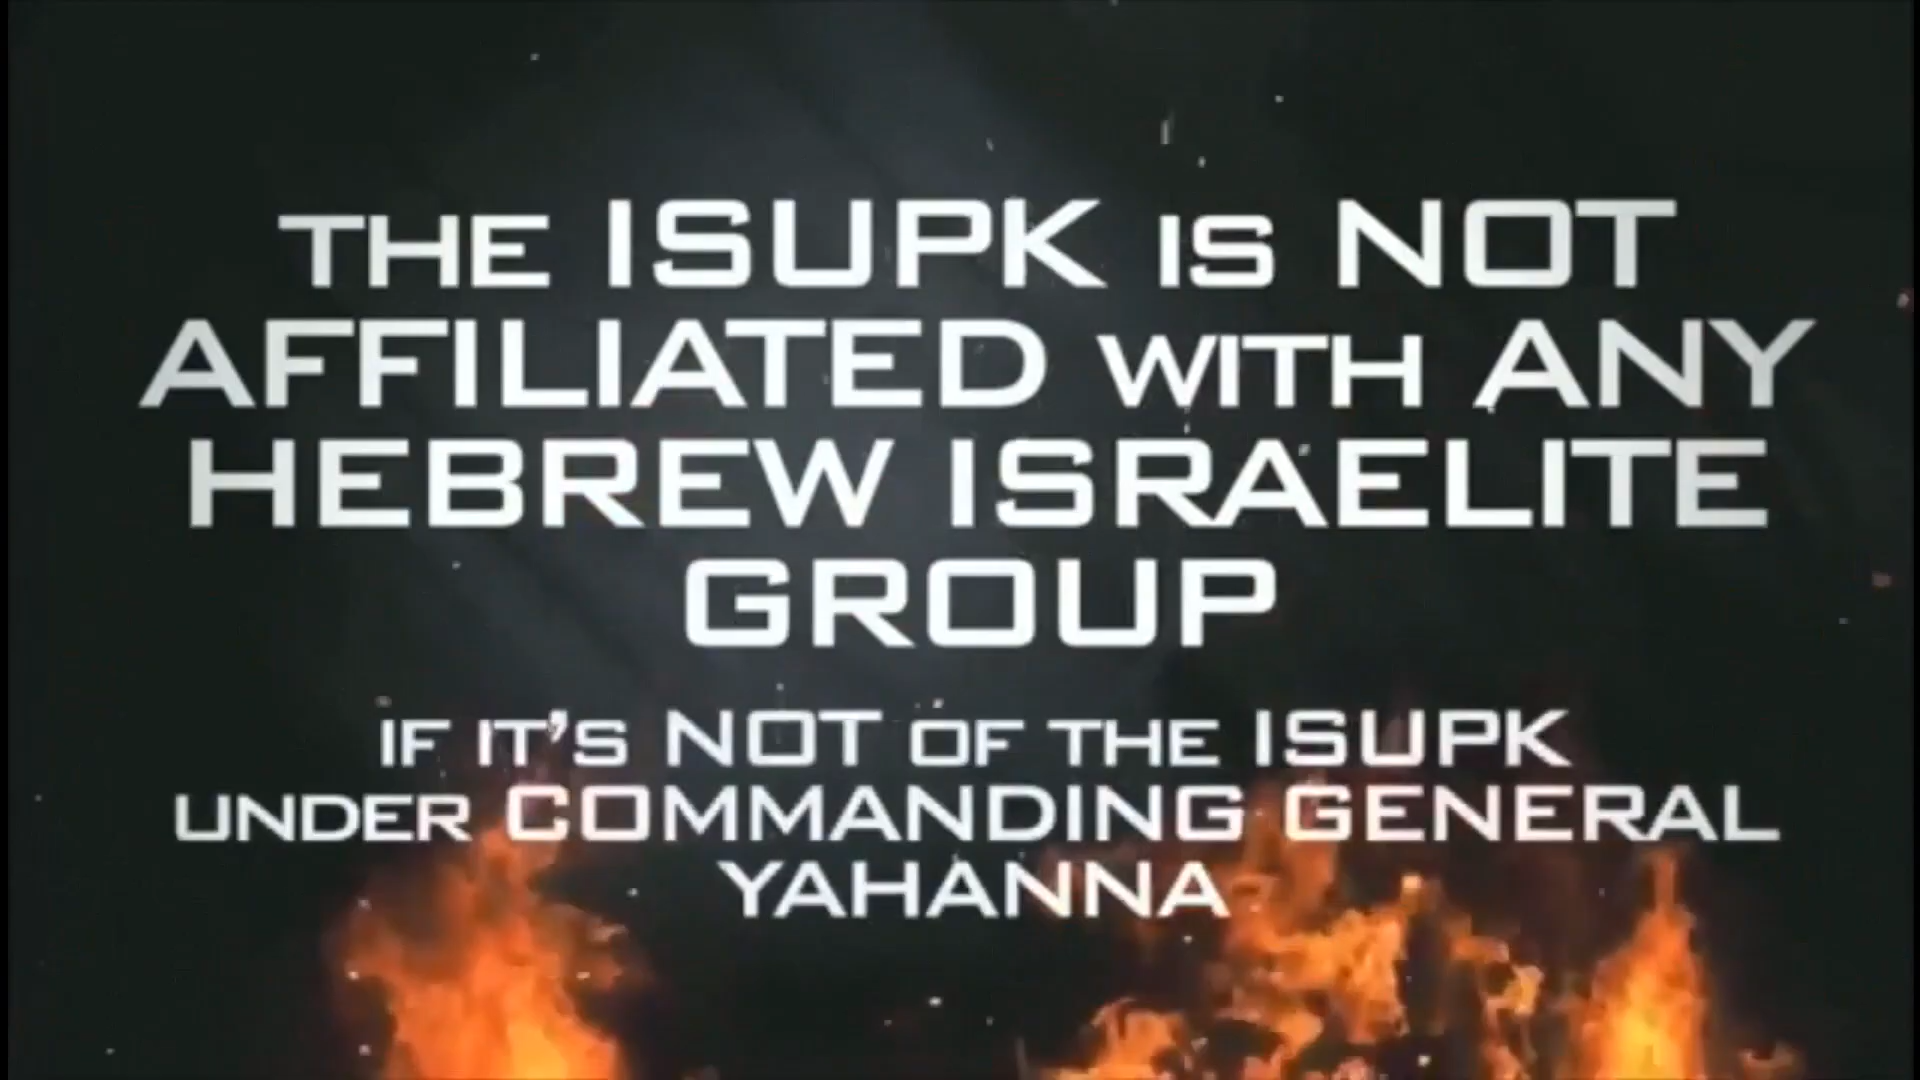 THE ISUPK IS NOT
AFFILIATED WITH ANY
HEBREW ISRAELITE
GROUP
IF IT'S NOT OF THE ISUPK
UNDER COMMANDING GENERAL
YAHANNA